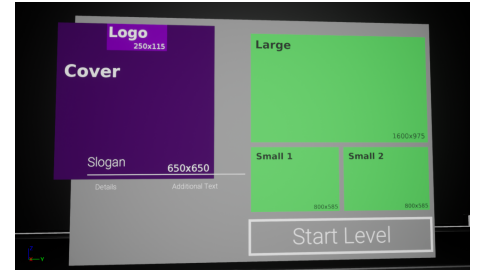 Logo
250x115
Cover
Slogan
650x650
Details
Additional Text
Large
1600x975
Small 1
800x585
Small 2
800x585
Start Level